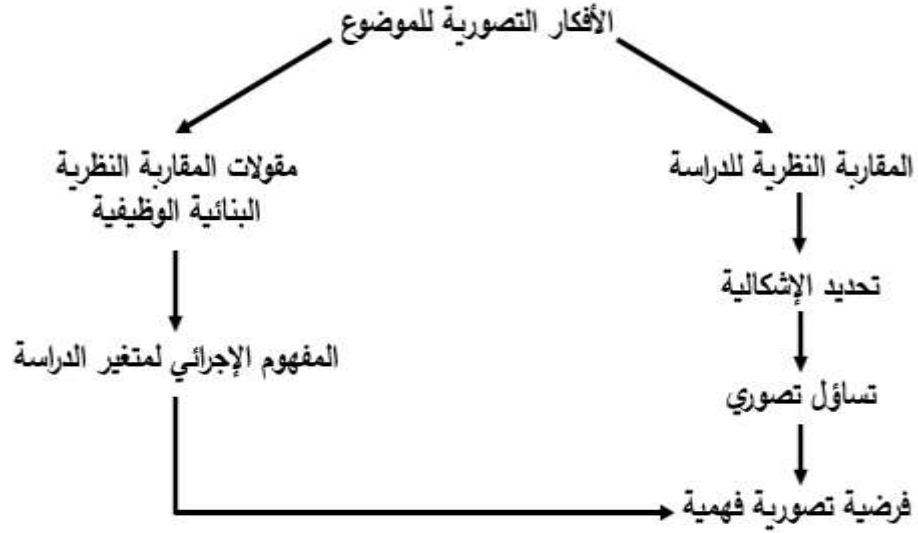 الأفكار التصورية للموضوع
المقاربة النظرية للدراسة
مقولات المقاربة النظرية
البنائية الوظيفية
تحديد الإشكالية
المفهوم الإجرائي لمتغير الدراسة
تساؤل تصوري
فرضية تصورية فهمية